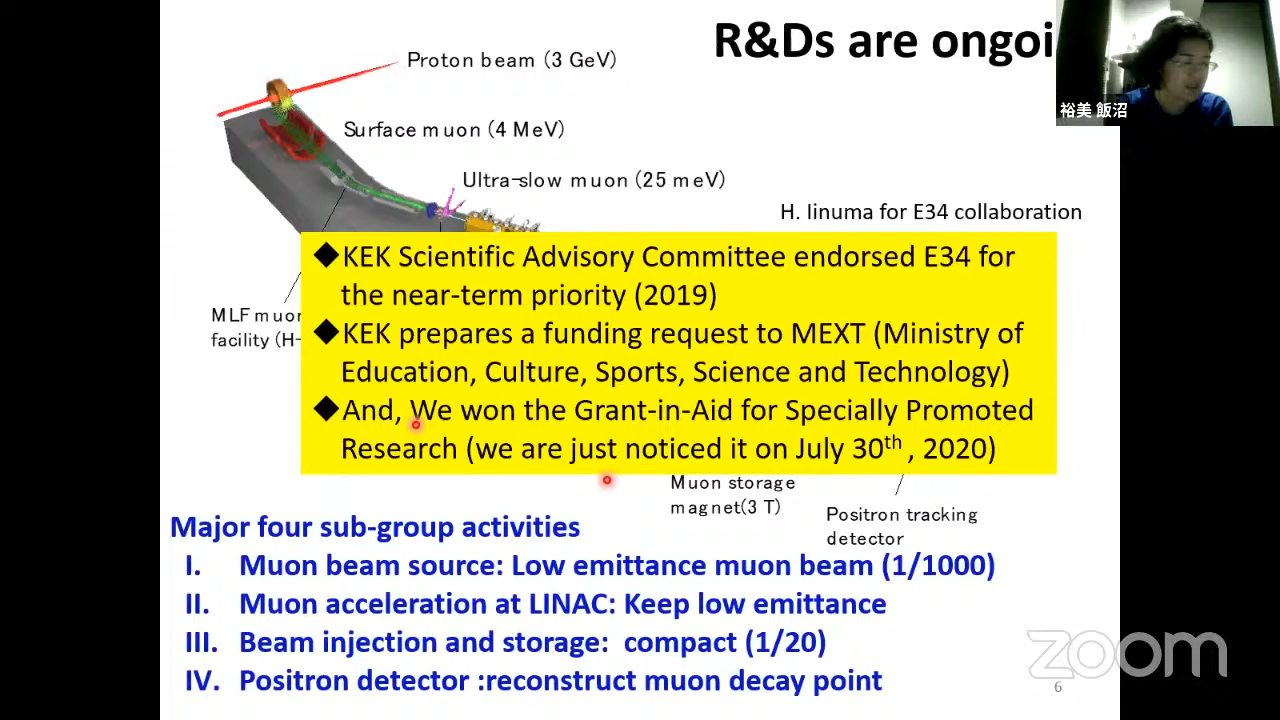 R&Ds are ongoi
Proton beam (3 GeV)
裕美 飯沼
Surface muon (4 MeV)
Ultra-slow muon (25 meV)
H. Iinuma for E34 collaboration
◆KEK Scientific Advisory Committee endorsed E34 for
the near-term priority (2019)
◆KEK prepares a funding request to MEXT (Ministry of
Education, Culture, Sports, Science and Technology)
◆And, We won the Grant-in-Aid for Specially Promoted
Research (we are just noticed it on July 30th , 2020)
MLF muon
facility (H-
Muon storage
magnet(3 T)
Positron tracking
detector
Major four sub-group activities
I. Muon beam source: Low emittance muon beam (1/1000)
II. Muon acceleration at LINAC: Keep low emittance
III. Beam injection and storage: compact (1/20)
IV. Positron detector :reconstruct muon decay point
zoom
6